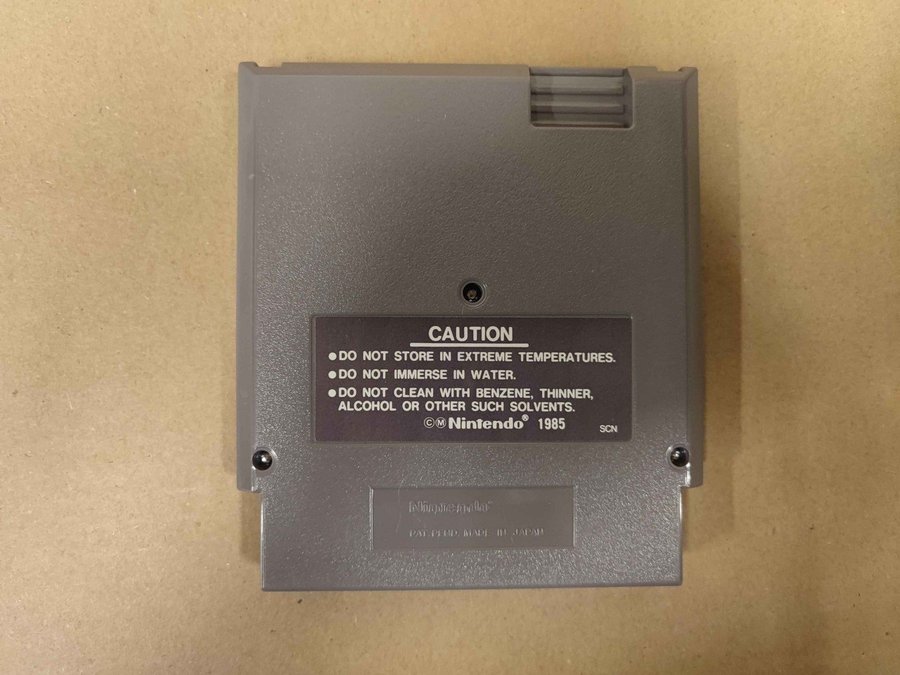 CAUTION
●DO NOT STORE IN EXTREME TEMPERATURES.
●DO NOT IMMERSE IN WATER.
●DO NOT CLEAN WITH BENZENE, THINNER,
ALCOHOL OR OTHER SUCH SOLVENTS.
©Ⓜ Nintendo® 1985
SCN
Nintendo®
PAT. PEND. MADE IN JAPAN